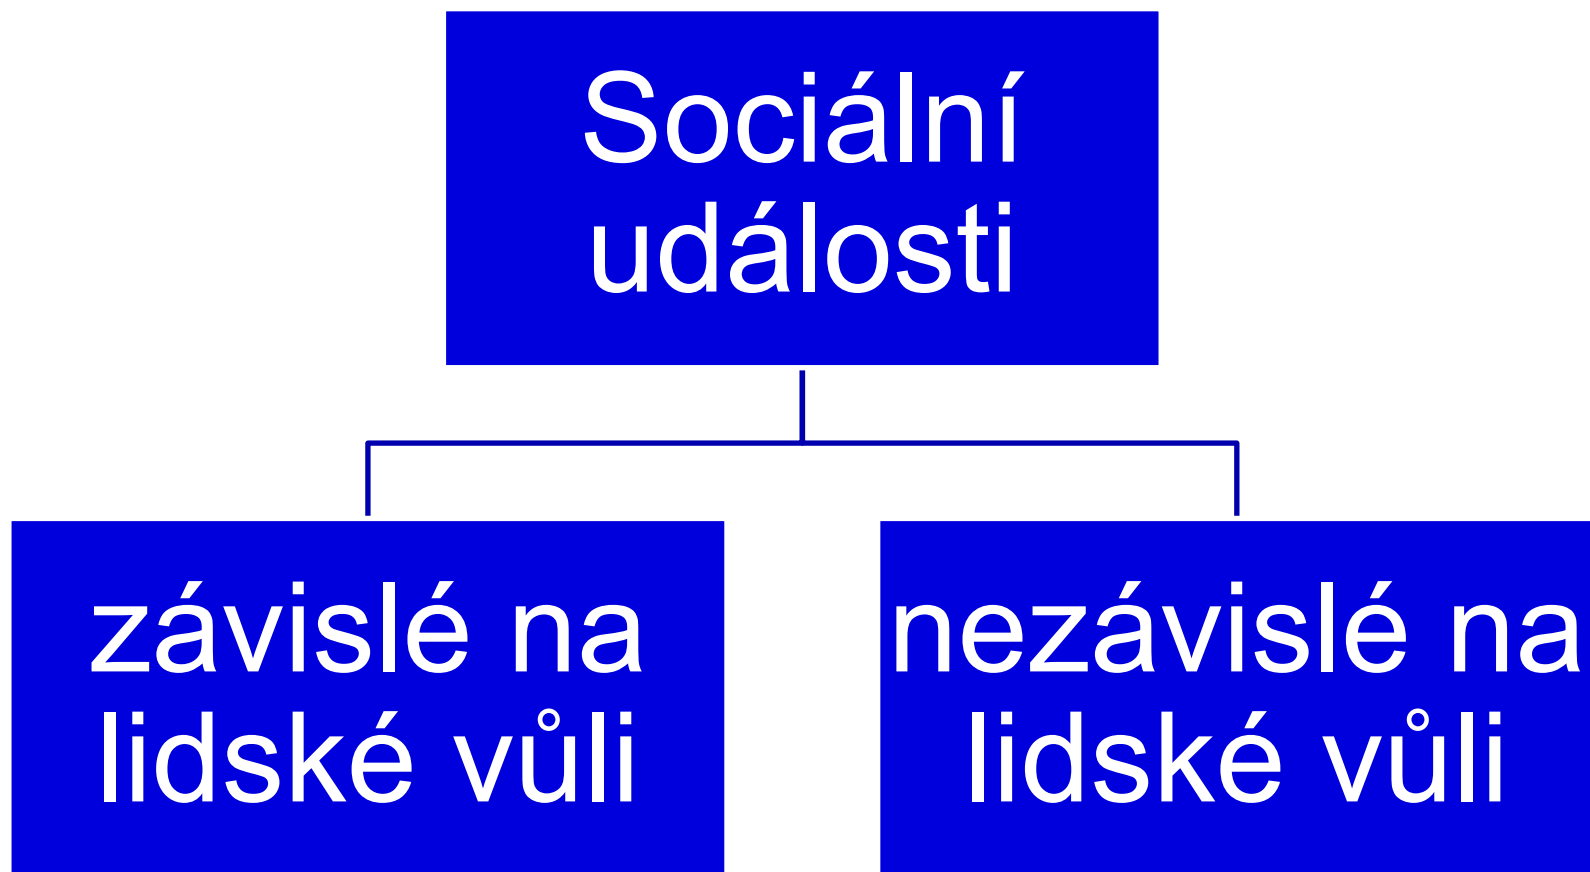 Sociální
události
závislé na
lidské vůli
nezávislé na
lidské vůli